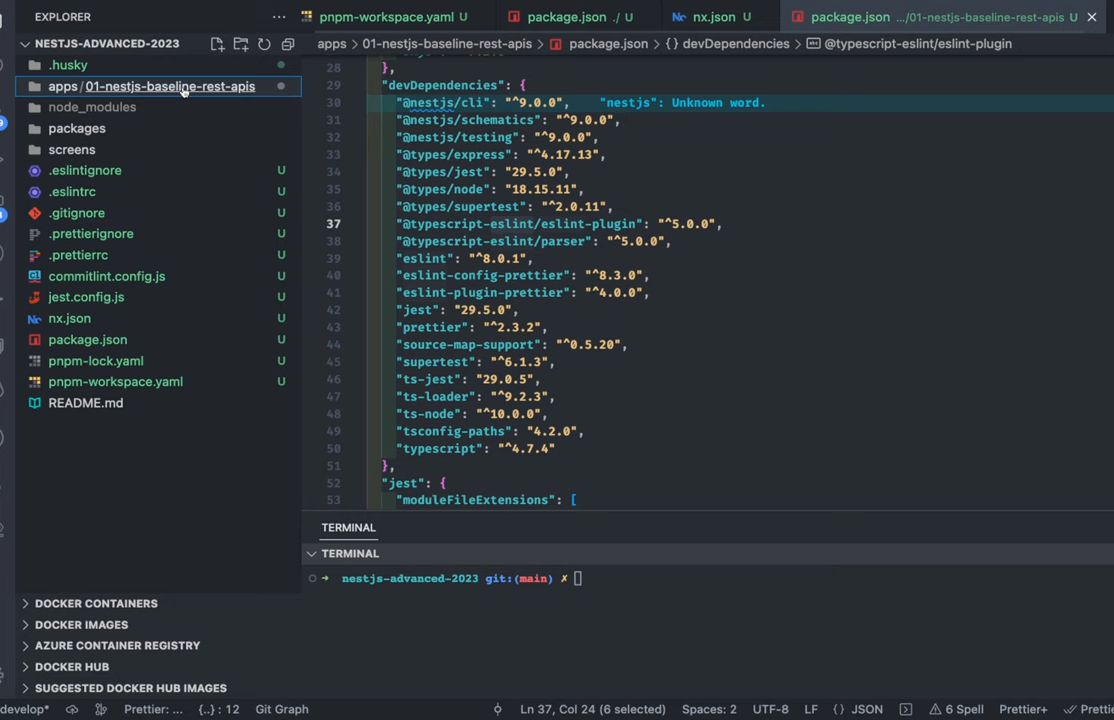 EXPLORER
···
NESTJS-ADVANCED-2023
.husky
apps / 01-nestjs-baseline-rest-apis
node_modules
packages
screens
.eslintignore U
.eslintrc U
.gitignore U
.prettierignore U
.prettierrc U
commitlint.config.js U
jest.config.js U
nx.json U
package.json U
pnpm-lock.yaml U
pnpm-workspace.yaml U
README.md
DOCKER CONTAINERS
DOCKER IMAGES
AZURE CONTAINER REGISTRY
DOCKER HUB
SUGGESTED DOCKER HUB IMAGES
pnpm-workspace.yaml U
package.json ./ U
nx.json U
package.json .../01-nestjs-baseline-rest-apis U
apps > 01-nestjs-baseline-rest-apis > package.json > {} devDependencies > @typescript-eslint/eslint-plugin
28 },
29 "devDependencies": {
30 "@nestjs/cli": "^9.0.0", "nestjs": Unknown word.
31 "@nestjs/schematics": "^9.0.0",
32 "@nestjs/testing": "^9.0.0",
33 "@types/express": "^4.17.13",
34 "@types/jest": "29.5.0",
35 "@types/node": "18.15.11",
36 "@types/supertest": "^2.0.11",
37 "@typescript-eslint/eslint-plugin": "^5.0.0",
38 "@typescript-eslint/parser": "^5.0.0",
39 "eslint": "^8.0.1",
40 "eslint-config-prettier": "^8.3.0",
41 "eslint-plugin-prettier": "^4.0.0",
42 "jest": "29.5.0",
43 "prettier": "^2.3.2",
44 "source-map-support": "^0.5.20",
45 "supertest": "^6.1.3",
46 "ts-jest": "29.0.5",
47 "ts-loader": "^9.2.3",
48 "ts-node": "^10.0.0",
49 "tsconfig-paths": "4.2.0",
50 "typescript": "^4.7.4"
51 },
52 "jest": {
53 "moduleFileExtensions": [
TERMINAL
TERMINAL
nestjs-advanced-2023 git:(main) ✗
develop* Prettier: ... {..} : 12 Git Graph Ln 37, Col 24 (6 selected) Spaces: 2 UTF-8 LF {} JSON 6 Spell Prettier+